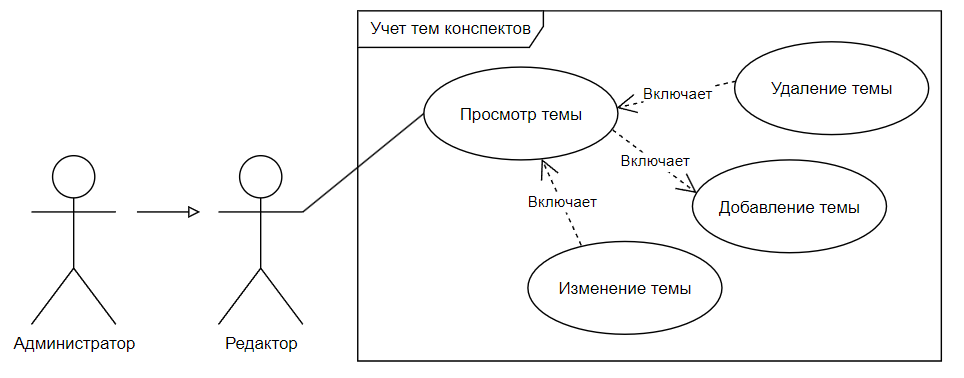 Учет тем конспектов
Включает
Удаление темы
Просмотр темы
Включает
Включает
Добавление темы
Изменение темы
Администратор
Редактор